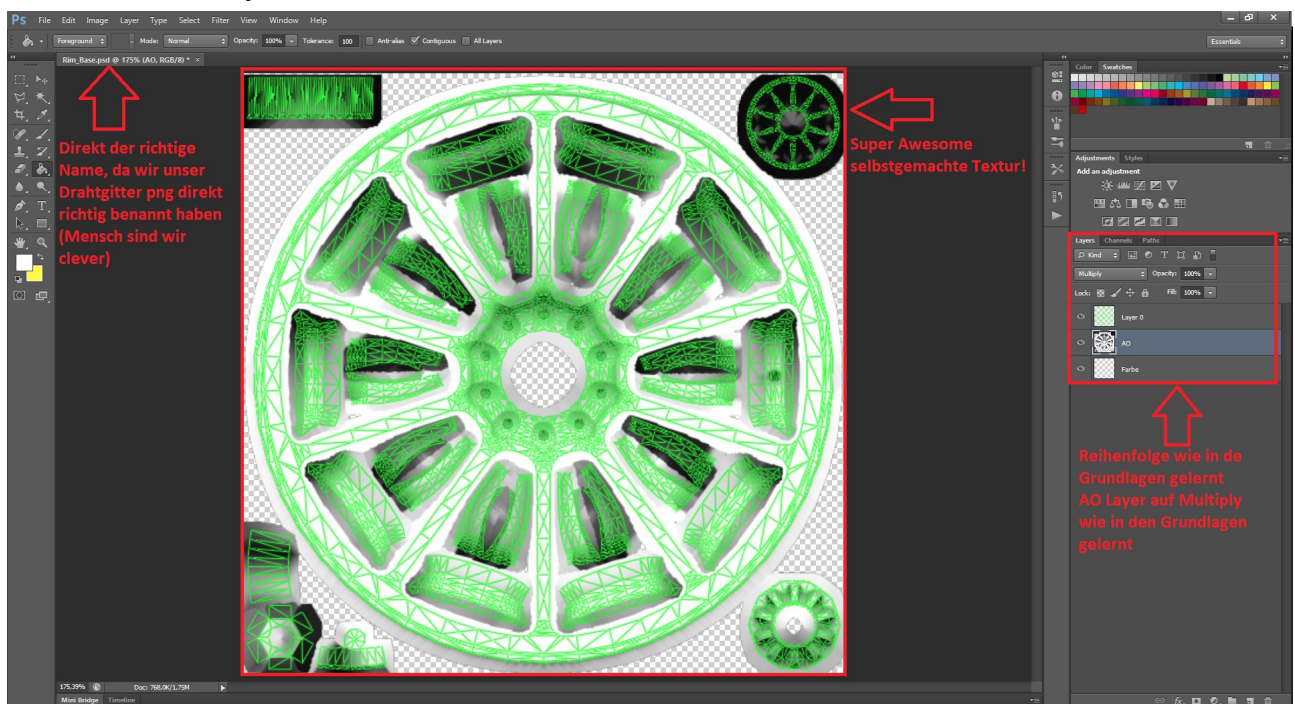 Ps File Edit Image Layer Type Select Filter View Window Help
Foreground Mode: Normal Opacity: 100% Tolerance: 100 Anti-alias Contiguous All Layers Essentials
Rim_Base.psd @ 175% (AO, RGB/8) * ×
Color Swatches
Direkt der richtige
Name, da wir unser
Drahtgitter png direkt
richtig benannt haben
(Mensch sind wir
clever)
Super Awesome
selbstgemachte Textur!
Adjustments Styles
Add an adjustment
Layers Channels Paths
Kind
Multiply Opacity: 100%
Lock: Fill: 100%
Layer 0
AO
Farbe
Reihenfolge wie in de
Grundlagen gelernt
AO Layer auf Multiply
wie in den Grundlagen
gelernt
175,39% Doc: 768,0K/1,75M
Mini Bridge Timeline